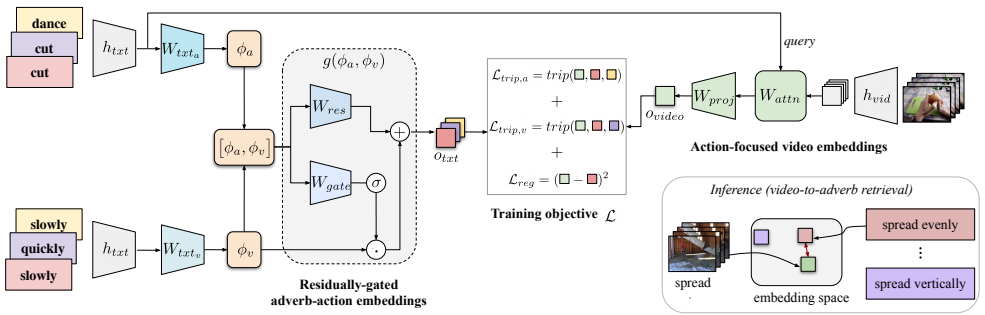 dance
cut
cut
h_txt
W_txt_a
ϕ_a
g(ϕ_a, ϕ_v)
W_res
[ϕ_a, ϕ_v]
+
W_gate
σ
slowly
quickly
slowly
h_txt
W_txt_v
ϕ_v
·
Residually-gated
adverb-action embeddings
o_txt
L_trip,a = trip( , , )
+
L_trip,v = trip( , , )
+
L_reg = ( − )²
Training objective L
query
o_video
W_proj
W_attn
h_vid
Action-focused video embeddings
Inference (video-to-adverb retrieval)
spread
embedding space
spread evenly
⋮
spread vertically